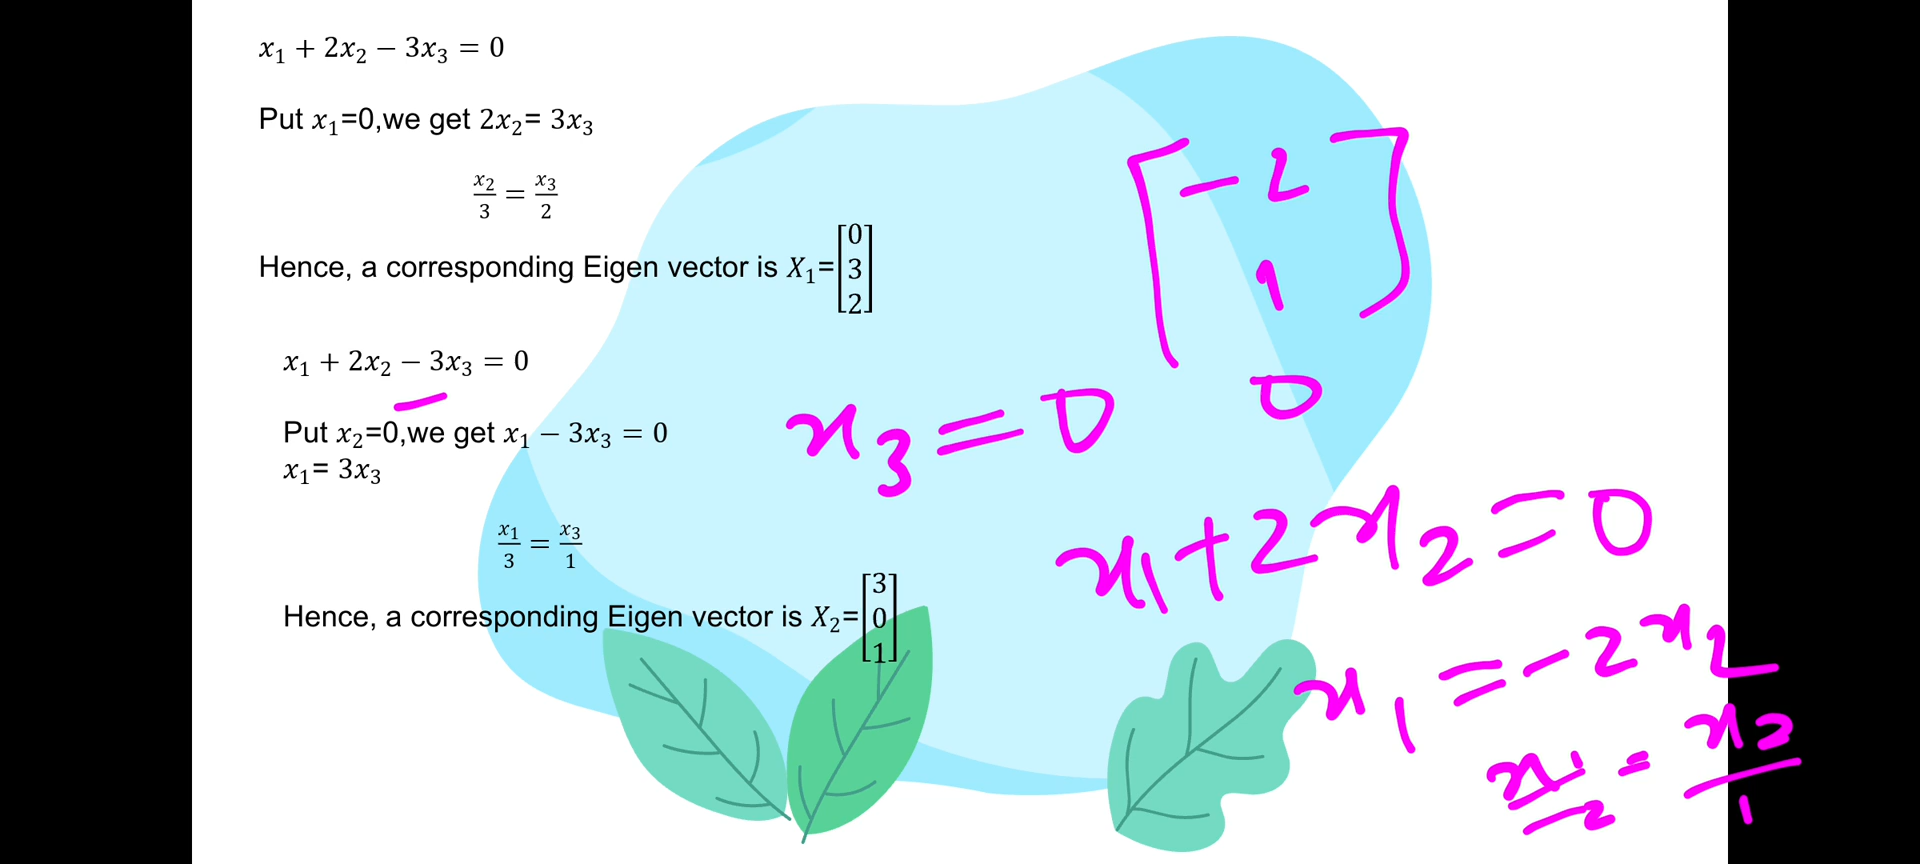 x₁ + 2x₂ − 3x₃ = 0
Put x₁=0,we get 2x₂= 3x₃
x₂/3 = x₃/2
Hence, a corresponding Eigen vector is X₁=[0 3 2]
x₁ + 2x₂ − 3x₃ = 0
Put x₂=0,we get x₁ − 3x₃ = 0
x₁= 3x₃
x₁/3 = x₃/1
Hence, a corresponding Eigen vector is X₂=[3 0 1]
[-2
1
0]
x₃=0
x₁+2x₂=0
x₁=-2x₂
x₁/-2 = x₂/1